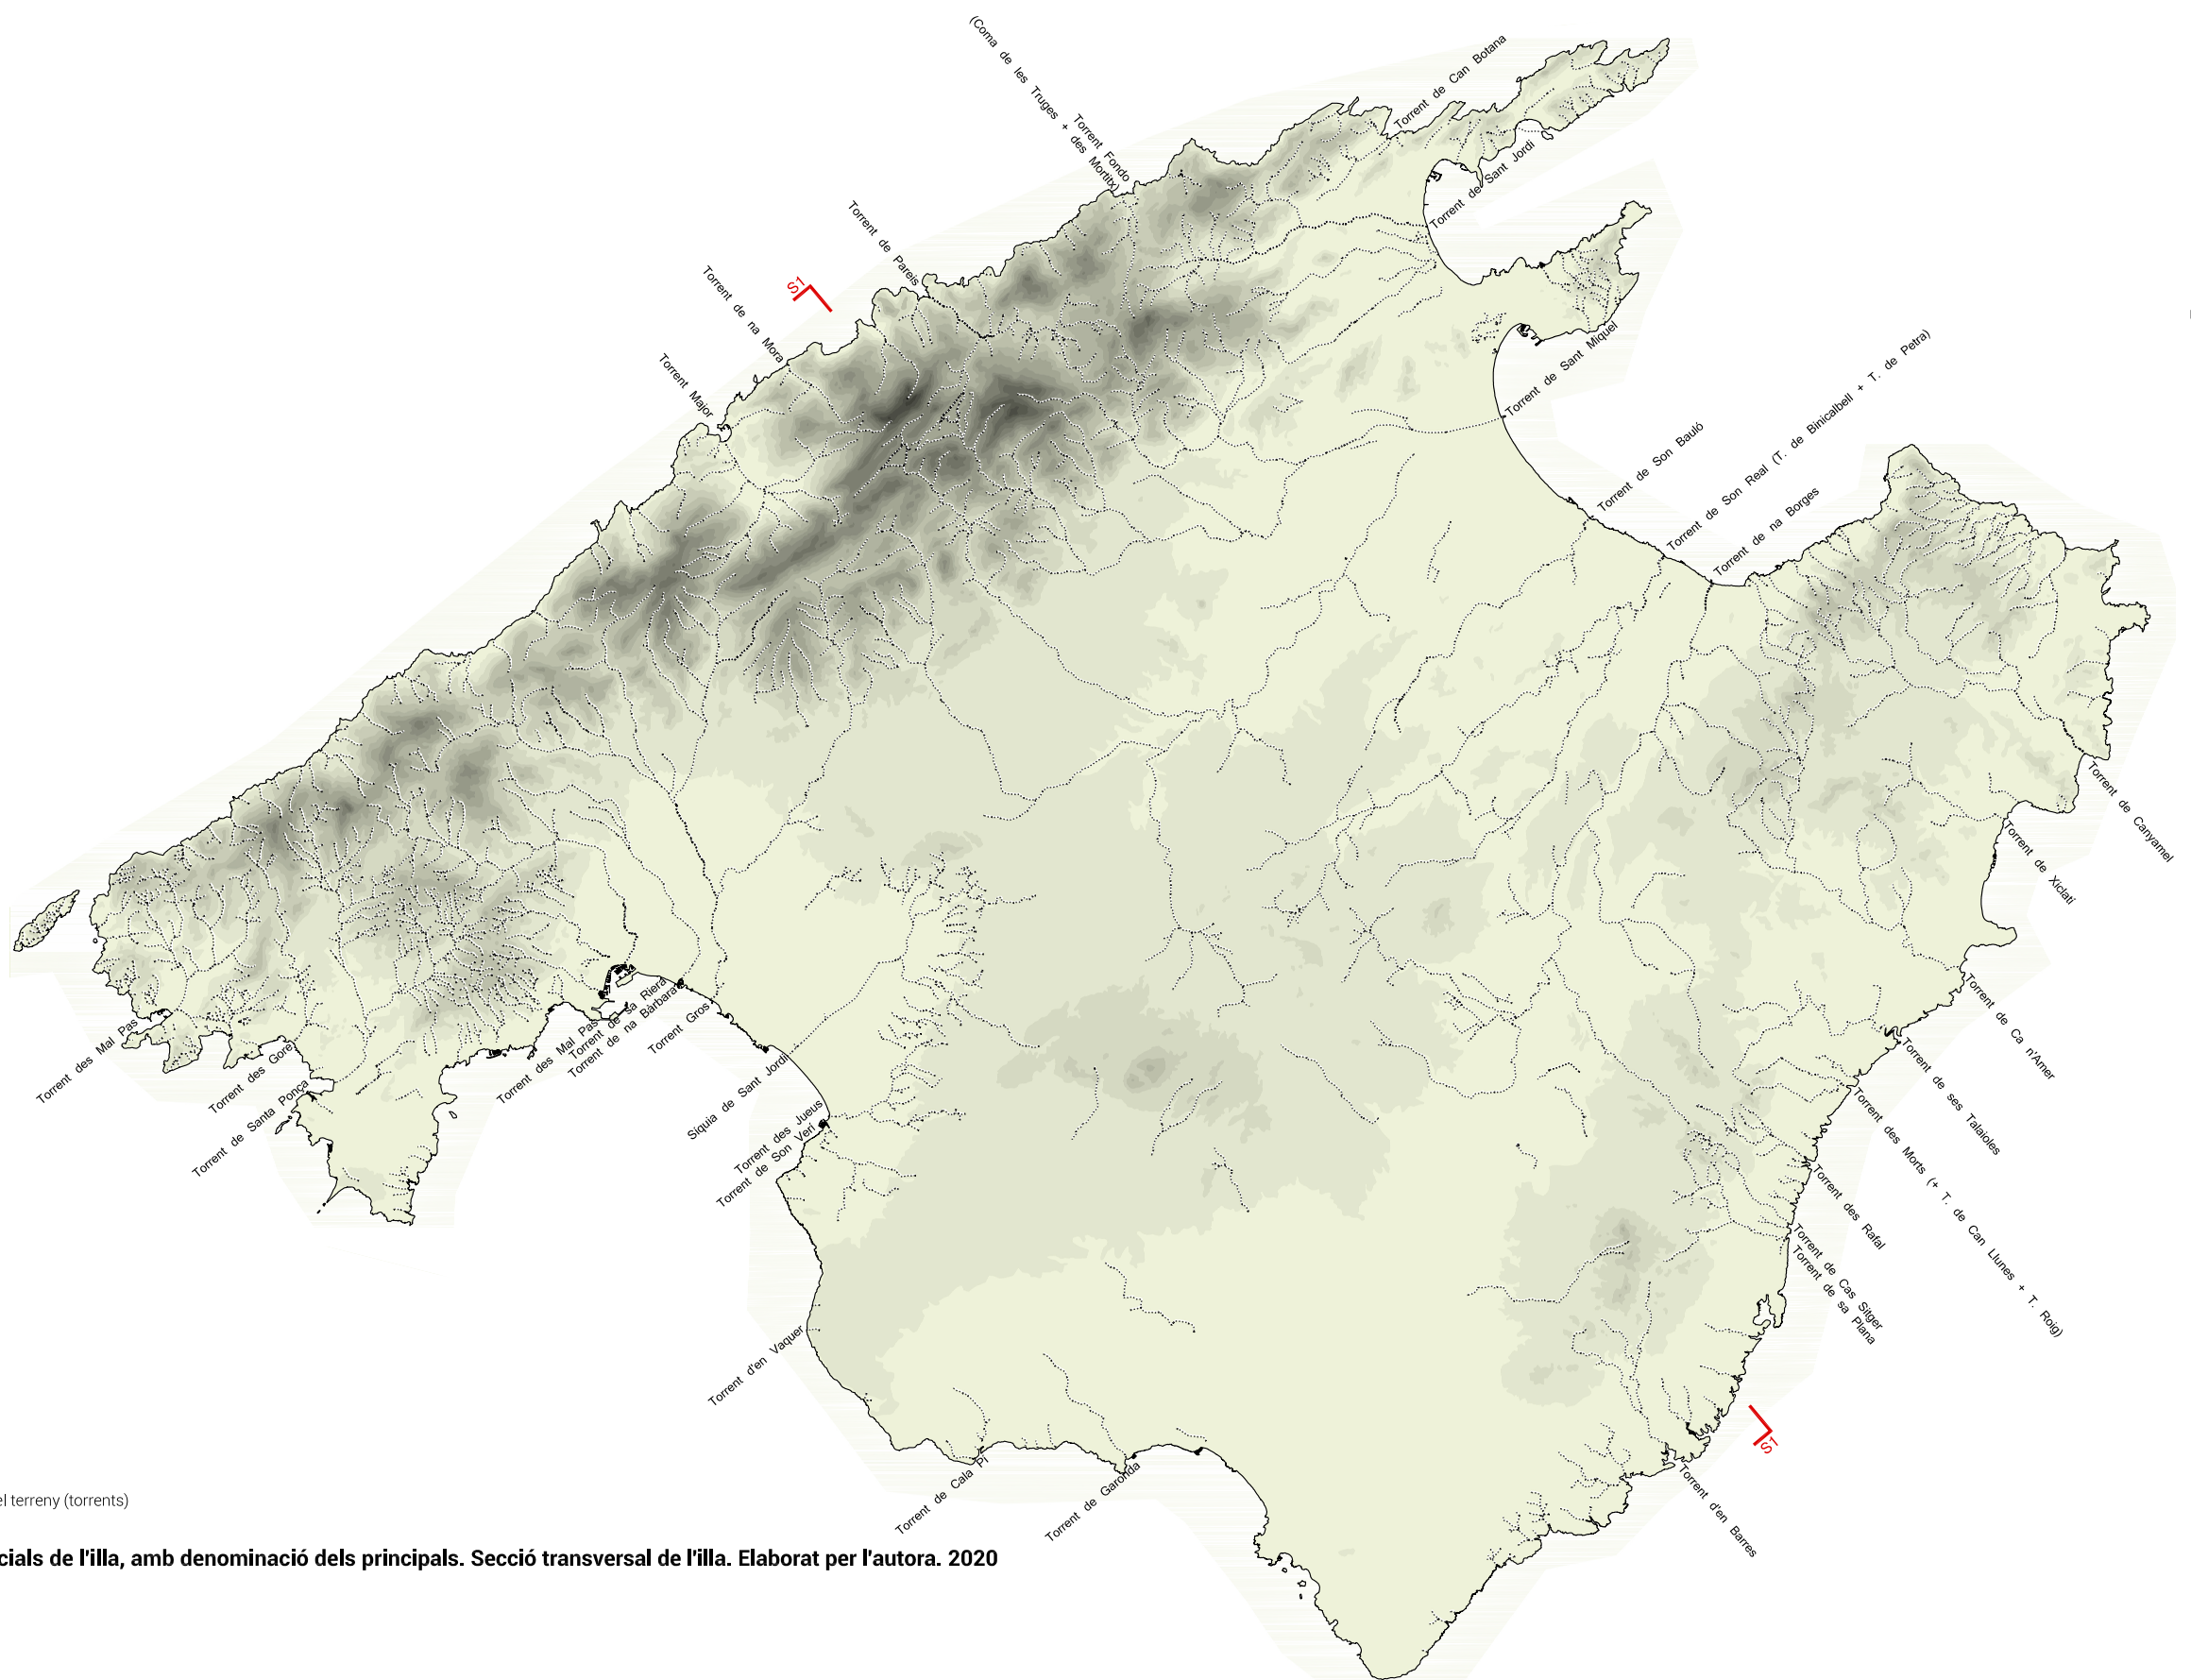 (Coma de les Truges + des Mortitx)
Torrent Fondo
Torrent de Can Botana
Torrent de Sant Jordi
Torrent de Pareis
Torrent de na Mora
S1
Torrent Major
Torrent de Sant Miquel
Torrent de Son Bauló
Torrent de Son Real (T. de Binicalbell + T. de Petra)
Torrent de na Borges
Torrent de Canyamel
Torrent de Xiclati
Torrent de Ca n'Amer
Torrent de ses Talaioles
Torrent des Morts (+ T. de Can Llunes + T. Roig)
Torrent des Rafal
Torrent de Cas Sitger
Torrent de sa Plana
S1
Torrent d'en Barres
Torrent des Mal Pas
Torrent des Gorel
Torrent de Santa Ponça
Torrent des Mal Pas
Torrent de sa Riera
Torrent de na Bàrbara
Torrent Gros
Siquia de Sant Jordi
Torrent des Jueus
Torrent de Son Verí
Torrent d'en Vaquer
Torrent de Cala Pi
Torrent de Garonda
el terreny (torrents)
cials de l'illa, amb denominació dels principals. Secció transversal de l'illa. Elaborat per l'autora. 2020